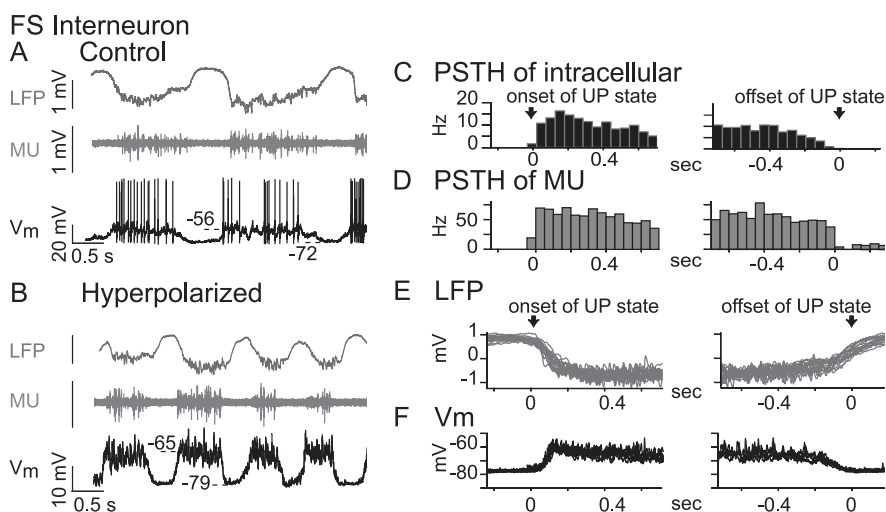 FS Interneuron
A Control
LFP
1 mV
MU
1 mV
Vm
20 mV
-56
-72
0.5 s
B Hyperpolarized
LFP
MU
Vm
10 mV
-65
-79
0.5 s
C PSTH of intracellular
onset of UP state
offset of UP state
Hz
20
10
0
0 0.4
-0.4 0
sec
D PSTH of MU
Hz
50
0
0 0.4
-0.4 0
sec
E LFP
onset of UP state
offset of UP state
mV
1
0
-1
0 0.4
-0.4 0
sec
F Vm
mV
-60
-80
0 0.4
-0.4 0
sec